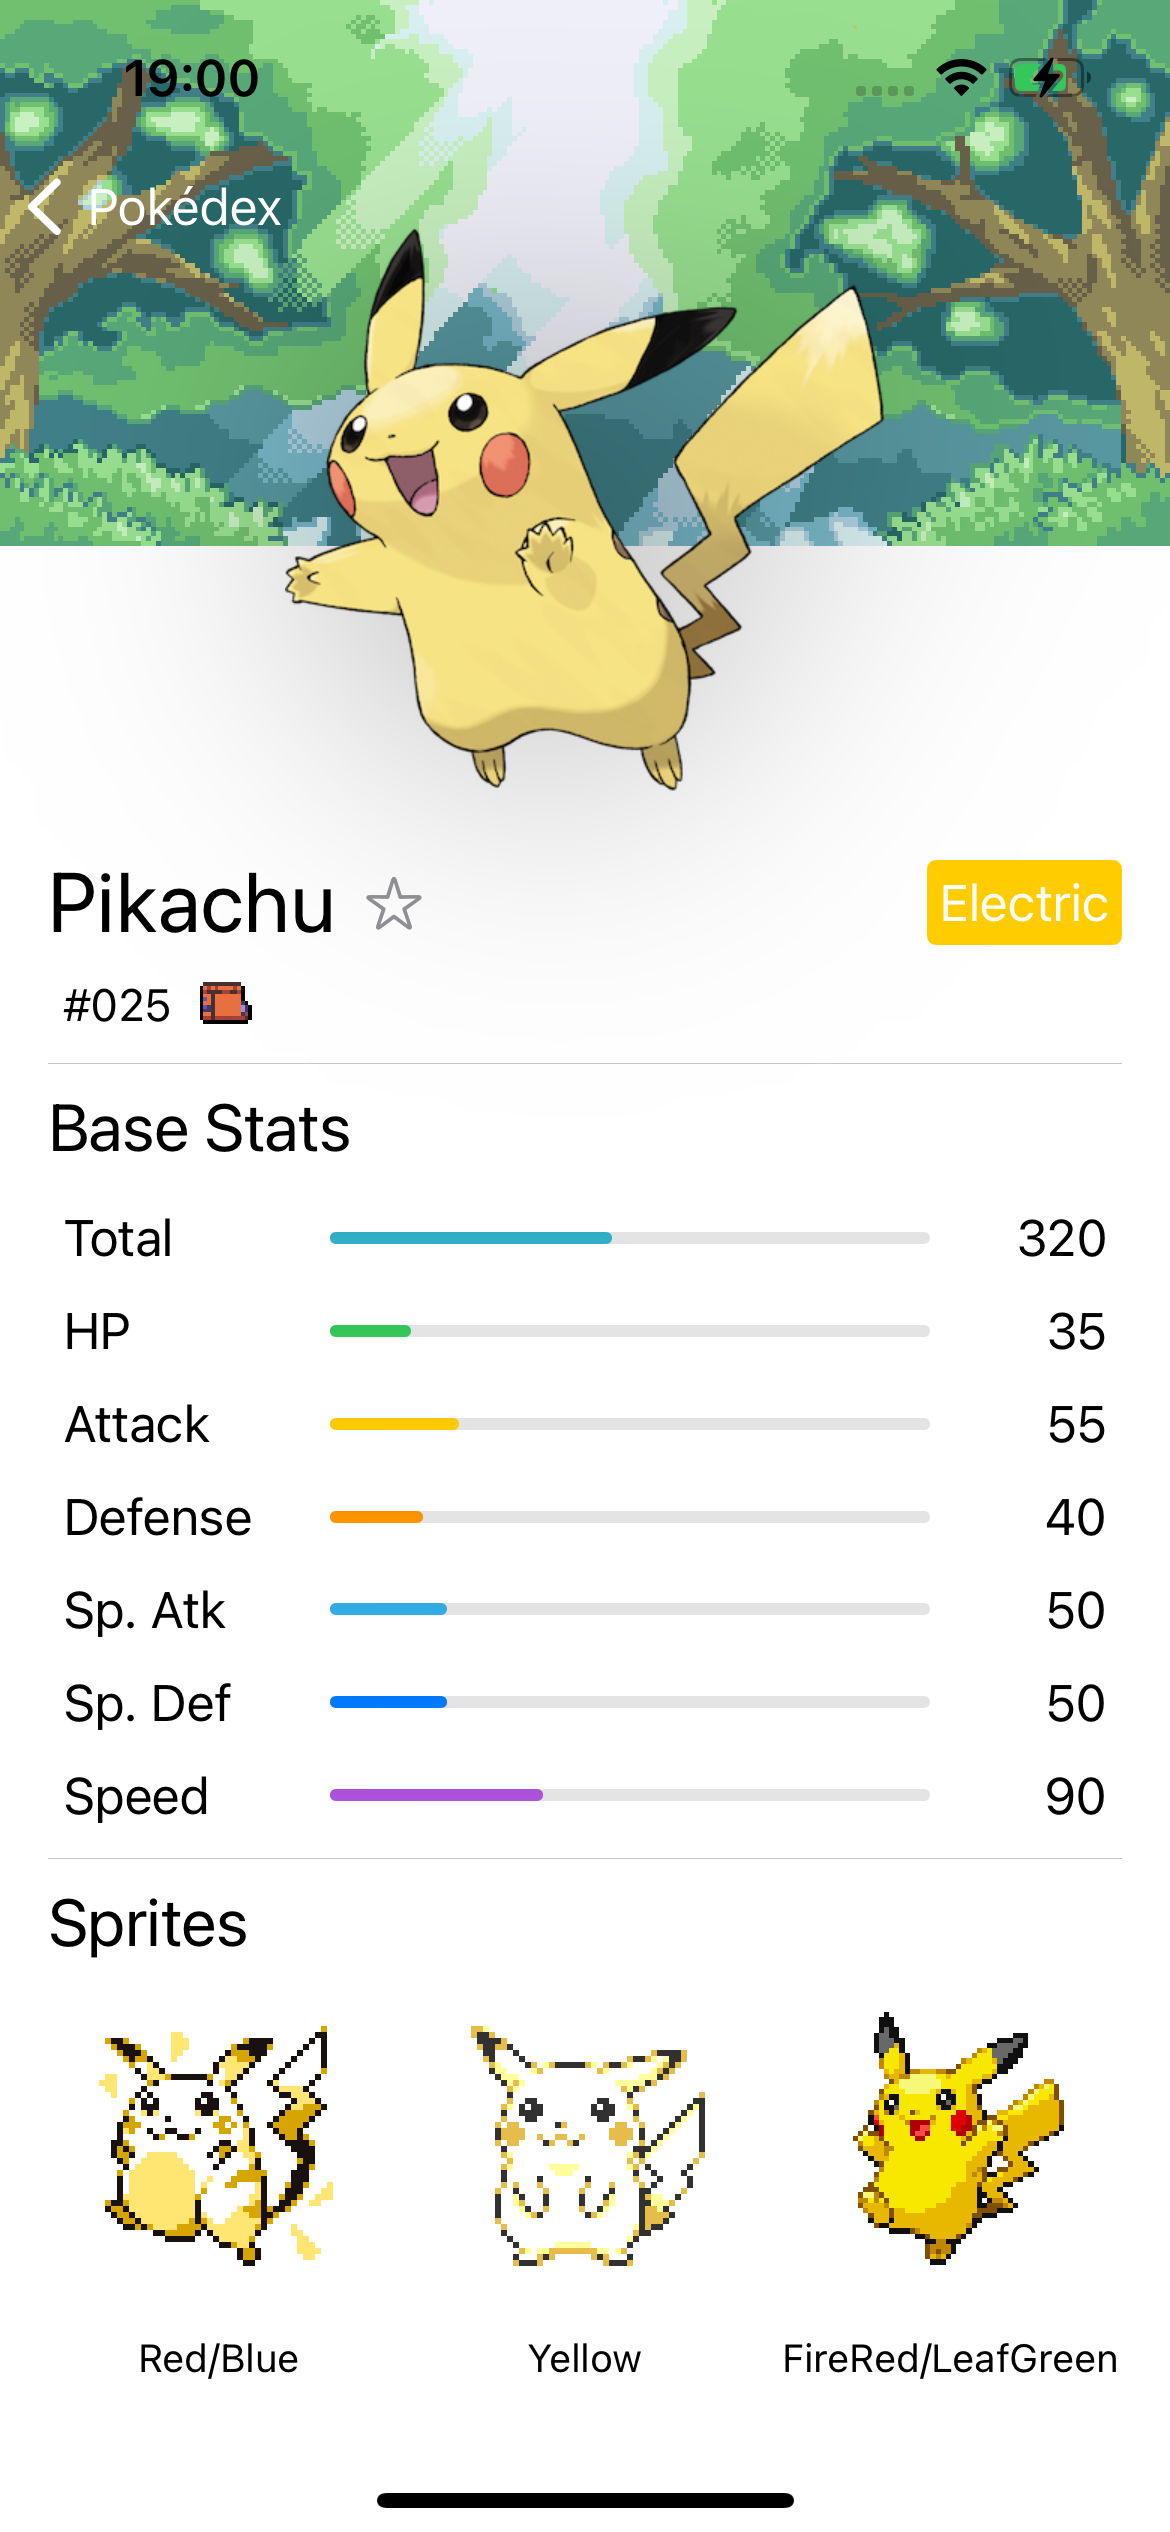 19:00
Pokédex
Pikachu
Electric
#025
Base Stats
Total 320
HP 35
Attack 55
Defense 40
Sp. Atk 50
Sp. Def 50
Speed 90
Sprites
Red/Blue Yellow FireRed/LeafGreen